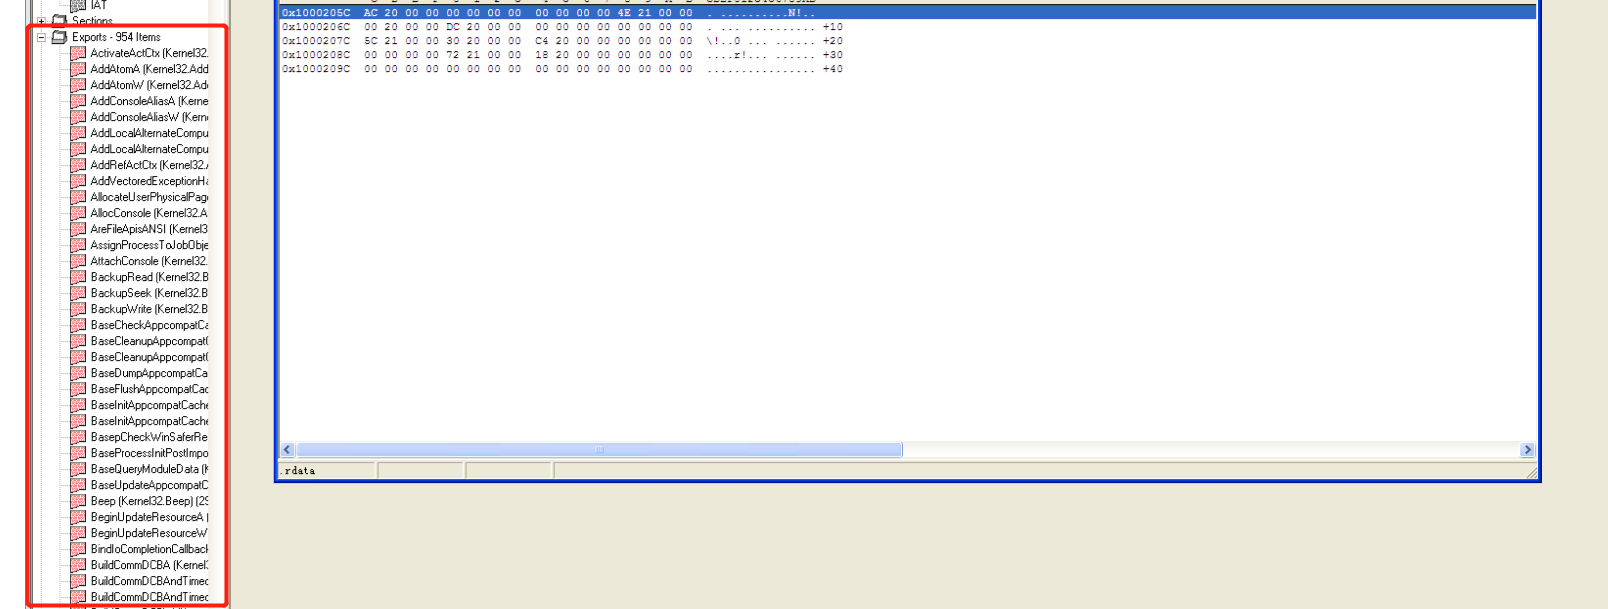 IAT
Sections
Exports - 954 Items
ActivateActCtx (Kernel32.
AddAtomA (Kernel32.Add
AddAtomW (Kernel32.Ad
AddConsoleAliasA (Kerne
AddConsoleAliasW (Kern
AddLocalAlternateCompu
AddLocalAlternateCompu
AddRefActCtx (Kernel32.
AddVectoredExceptionHa
AllocateUserPhysicalPag
AllocConsole (Kernel32.A
AreFileApisANSI (Kernel3
AssignProcessToJobObje
AttachConsole (Kernel32.
BackupRead (Kernel32.B
BackupSeek (Kernel32.B
BackupWrite (Kernel32.B
BaseCheckAppcompatCa
BaseCleanupAppcompat
BaseCleanupAppcompat
BaseDumpAppcompatCa
BaseFlushAppcompatCac
BaseInitAppcompatCache
BaseInitAppcompatCache
BasepCheckWinSaferRe
BaseProcessInitPostImpo
BaseQueryModuleData (K
BaseUpdateAppcompatC
Beep (Kernel32.Beep) (29
BeginUpdateResourceA (
BeginUpdateResourceW
BindIoCompletionCallback
BuildCommDCBA (Kernel3
BuildCommDCBAndTimeo
BuildCommDCBAndTimeo
0x1000205C AC 20 00 00 00 00 00 00 00 00 00 00 4E 21 00 00 . ..........N!..
0x1000206C 00 20 00 00 DC 20 00 00 00 00 00 00 00 00 00 00 . ... .......... +10
0x1000207C 5C 21 00 00 30 20 00 00 C4 20 00 00 00 00 00 00 \!..0 ... ...... +20
0x1000208C 00 00 00 00 72 21 00 00 18 20 00 00 00 00 00 00 ....r!... ...... +30
0x1000209C 00 00 00 00 00 00 00 00 00 00 00 00 00 00 00 00 ................ +40
.rdata